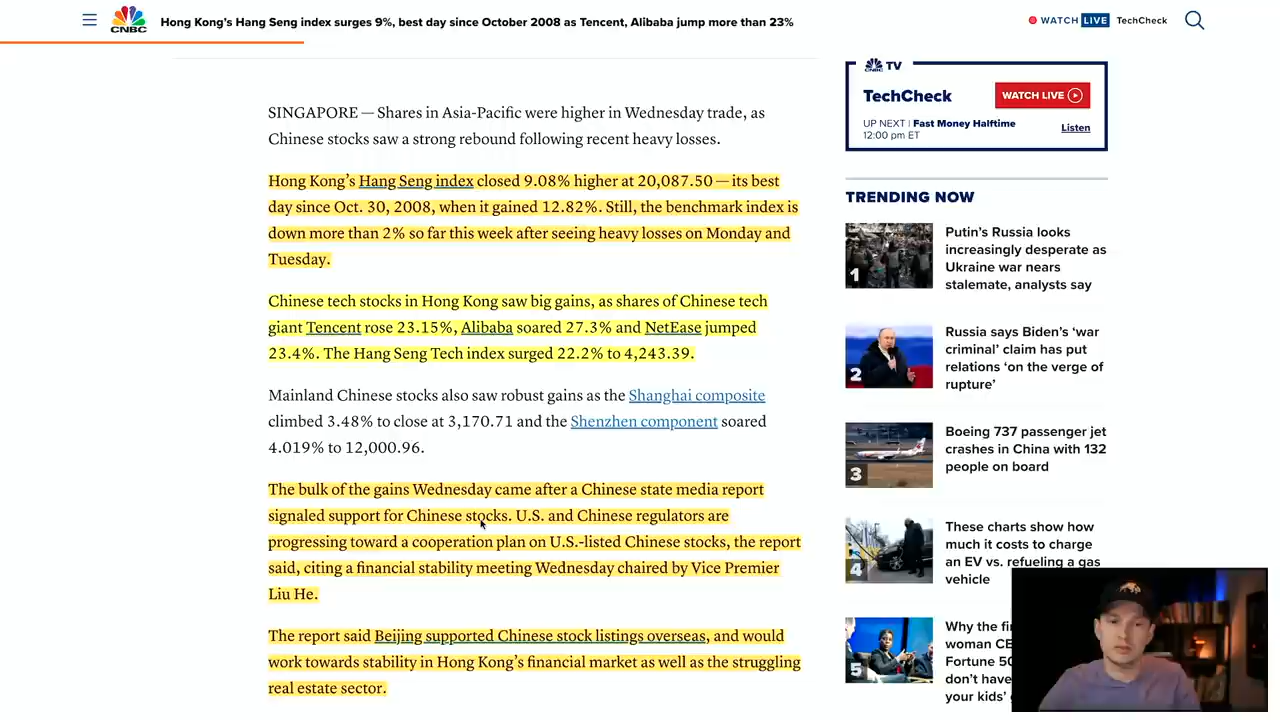 CNBC
Hong Kong's Hang Seng index surges 9%, best day since October 2008 as Tencent, Alibaba jump more than 23%
WATCH LIVE TechCheck
SINGAPORE — Shares in Asia-Pacific were higher in Wednesday trade, as
Chinese stocks saw a strong rebound following recent heavy losses.
Hong Kong's Hang Seng index closed 9.08% higher at 20,087.50 — its best
day since Oct. 30, 2008, when it gained 12.82%. Still, the benchmark index is
down more than 2% so far this week after seeing heavy losses on Monday and
Tuesday.
Chinese tech stocks in Hong Kong saw big gains, as shares of Chinese tech
giant Tencent rose 23.15%, Alibaba soared 27.3% and NetEase jumped
23.4%. The Hang Seng Tech index surged 22.2% to 4,243.39.
Mainland Chinese stocks also saw robust gains as the Shanghai composite
climbed 3.48% to close at 3,170.71 and the Shenzhen component soared
4.019% to 12,000.96.
The bulk of the gains Wednesday came after a Chinese state media report
signaled support for Chinese stocks. U.S. and Chinese regulators are
progressing toward a cooperation plan on U.S.-listed Chinese stocks, the report
said, citing a financial stability meeting Wednesday chaired by Vice Premier
Liu He.
The report said Beijing supported Chinese stock listings overseas, and would
work towards stability in Hong Kong's financial market as well as the struggling
real estate sector.
TV
TechCheck
WATCH LIVE
UP NEXT | Fast Money Halftime
12:00 pm ET
Listen
TRENDING NOW
1
Putin's Russia looks
increasingly desperate as
Ukraine war nears
stalemate, analysts say
2
Russia says Biden's 'war
criminal' claim has put
relations 'on the verge of
rupture'
3
Boeing 737 passenger jet
crashes in China with 132
people on board
4
These charts show how
much it costs to charge
an EV vs. refueling a gas
vehicle
5
Why the
woman
Fortune
don't have
your kids'